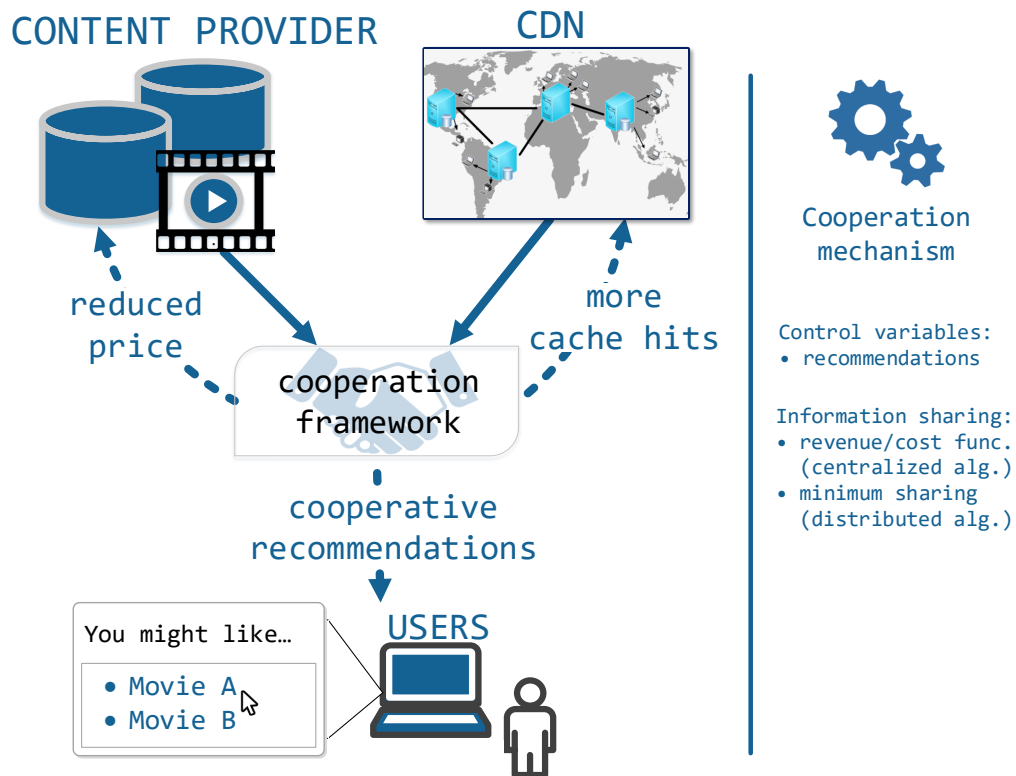 CONTENT PROVIDER
CDN
reduced
price
more
cache hits
cooperation
framework
cooperative
recommendations
USERS
You might like…
• Movie A
• Movie B
Cooperation
mechanism
Control variables:
• recommendations
Information sharing:
• revenue/cost func.
(centralized alg.)
• minimum sharing
(distributed alg.)